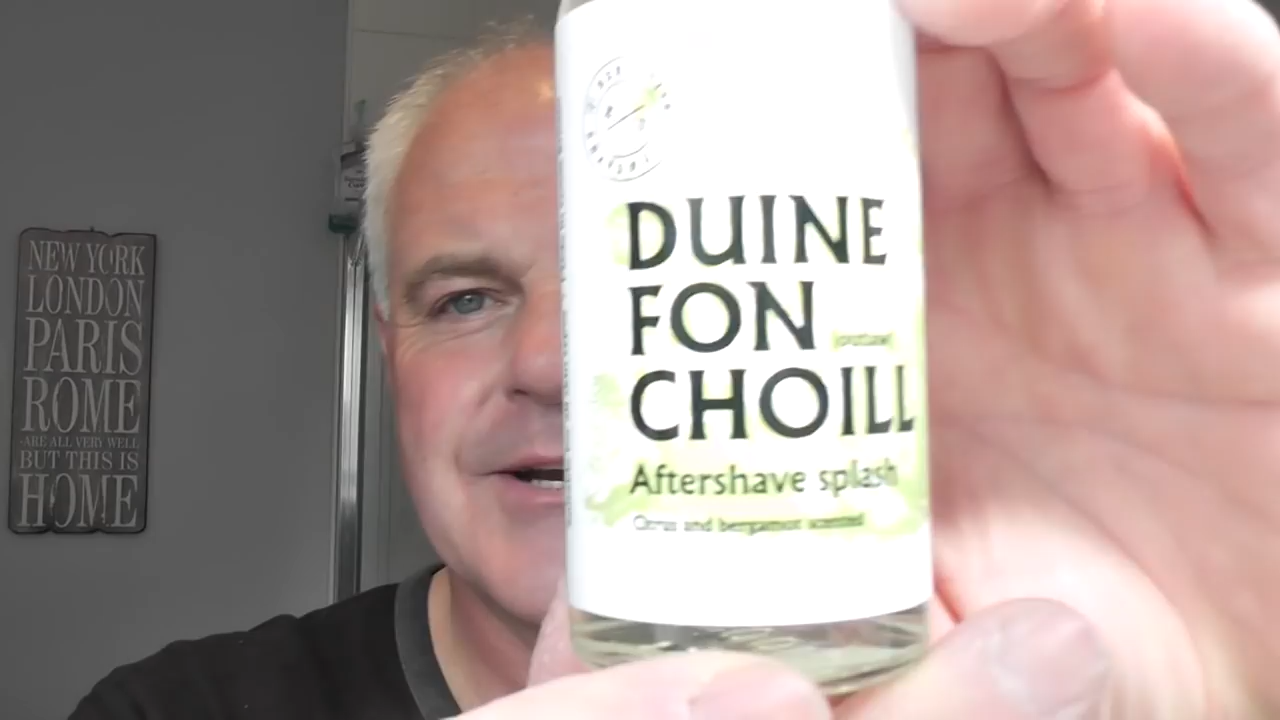 NEW YORK
LONDON
PARIS
ROME
-ARE ALL VERY WELL
BUT THIS IS
HOME
DUINE
FON
(outlaw)
CHOILL
Aftershave splash
Citrus and bergamot scented